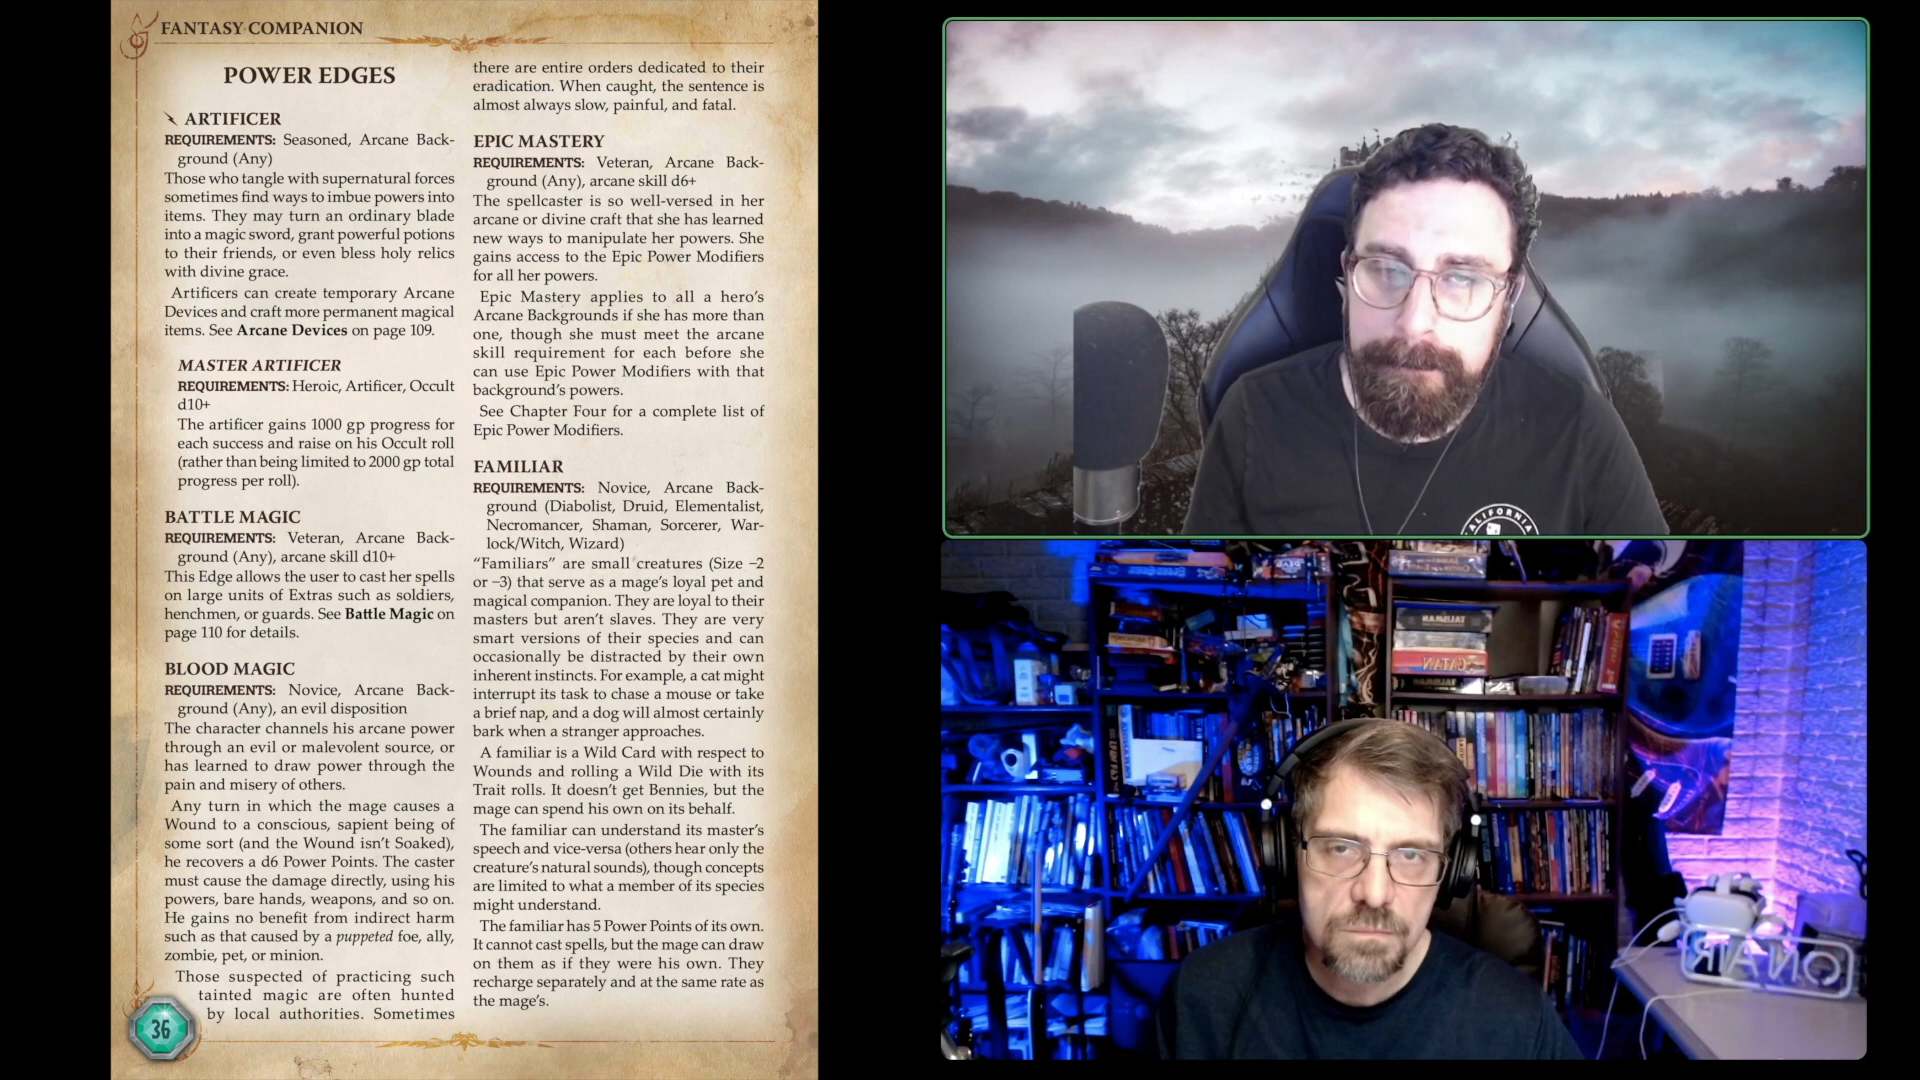 FANTASY COMPANION
POWER EDGES
ARTIFICER
REQUIREMENTS: Seasoned, Arcane Back-
ground (Any)
Those who tangle with supernatural forces
sometimes find ways to imbue powers into
items. They may turn an ordinary blade
into a magic sword, grant powerful potions
to their friends, or even bless holy relics
with divine grace.
Artificers can create temporary Arcane
Devices and craft more permanent magical
items. See Arcane Devices on page 109.
MASTER ARTIFICER
REQUIREMENTS: Heroic, Artificer, Occult
d10+
The artificer gains 1000 gp progress for
each success and raise on his Occult roll
(rather than being limited to 2000 gp total
progress per roll).
BATTLE MAGIC
REQUIREMENTS: Veteran, Arcane Back-
ground (Any), arcane skill d10+
This Edge allows the user to cast her spells
on large units of Extras such as soldiers,
henchmen, or guards. See Battle Magic on
page 110 for details.
BLOOD MAGIC
REQUIREMENTS: Novice, Arcane Back-
ground (Any), an evil disposition
The character channels his arcane power
through an evil or malevolent source, or
has learned to draw power through the
pain and misery of others.
Any turn in which the mage causes a
Wound to a conscious, sapient being of
some sort (and the Wound isn't Soaked),
he recovers a d6 Power Points. The caster
must cause the damage directly, using his
powers, bare hands, weapons, and so on.
He gains no benefit from indirect harm
such as that caused by a puppeted foe, ally,
zombie, pet, or minion.
Those suspected of practicing such
tainted magic are often hunted
by local authorities. Sometimes
36
there are entire orders dedicated to their
eradication. When caught, the sentence is
almost always slow, painful, and fatal.
EPIC MASTERY
REQUIREMENTS: Veteran, Arcane Back-
ground (Any), arcane skill d6+
The spellcaster is so well-versed in her
arcane or divine craft that she has learned
new ways to manipulate her powers. She
gains access to the Epic Power Modifiers
for all her powers.
Epic Mastery applies to all a hero's
Arcane Backgrounds if she has more than
one, though she must meet the arcane
skill requirement for each before she
can use Epic Power Modifiers with that
background's powers.
See Chapter Four for a complete list of
Epic Power Modifiers.
FAMILIAR
REQUIREMENTS: Novice, Arcane Back-
ground (Diabolist, Druid, Elementalist,
Necromancer, Shaman, Sorcerer, War-
lock/Witch, Wizard)
"Familiars" are small creatures (Size –2
or –3) that serve as a mage's loyal pet and
magical companion. They are loyal to their
masters but aren't slaves. They are very
smart versions of their species and can
occasionally be distracted by their own
inherent instincts. For example, a cat might
interrupt its task to chase a mouse or take
a brief nap, and a dog will almost certainly
bark when a stranger approaches.
A familiar is a Wild Card with respect to
Wounds and rolling a Wild Die with its
Trait rolls. It doesn't get Bennies, but the
mage can spend his own on its behalf.
The familiar can understand its master's
speech and vice-versa (others hear only the
creature's natural sounds), though concepts
are limited to what a member of its species
might understand.
The familiar has 5 Power Points of its own.
It cannot cast spells, but the mage can draw
on them as if they were his own. They
recharge separately and at the same rate as
the mage's.
ALIFORNIA
TALISMAN
CATAN
ON AIR